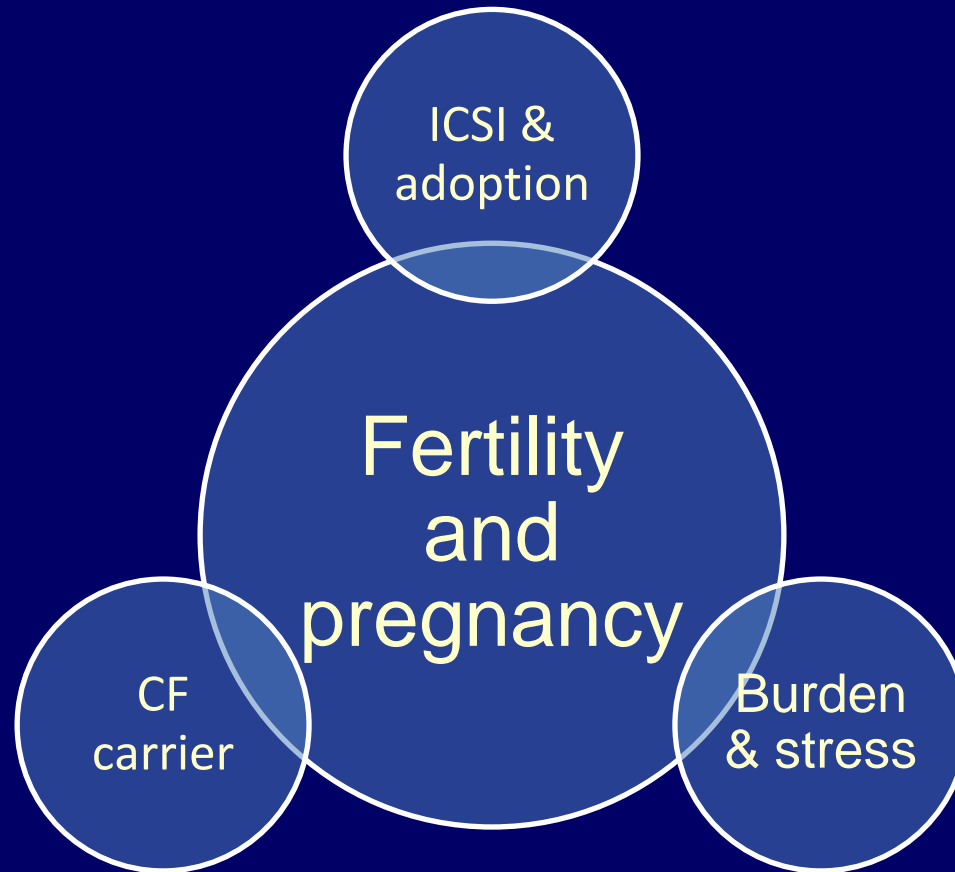 ICSI &
adoption
Fertility
and
pregnancy
CF
carrier
Burden
& stress